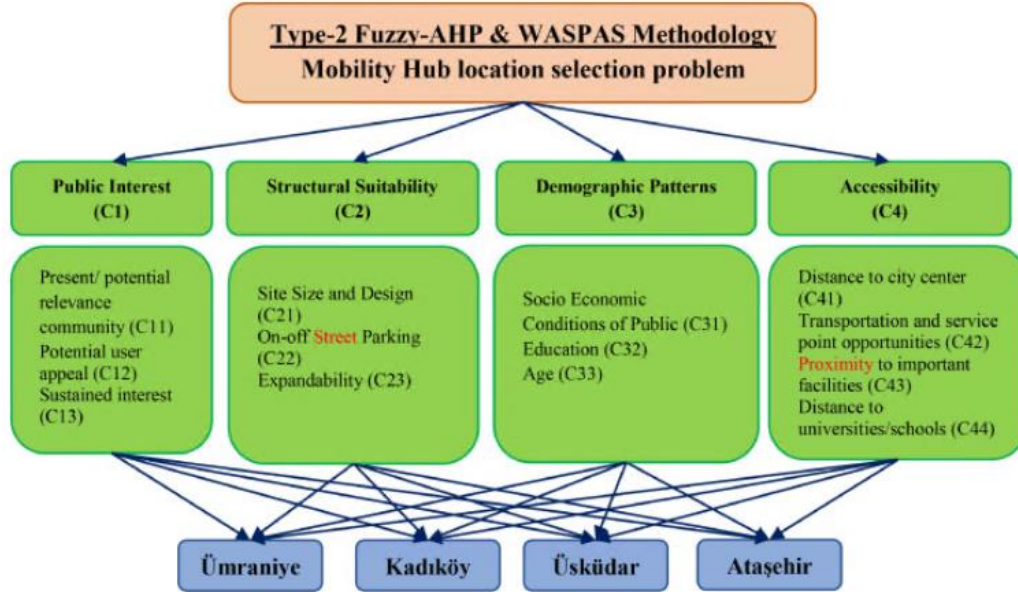 Type-2 Fuzzy-AHP & WASPAS Methodology
Mobility Hub location selection problem
Public Interest
(C1)
Structural Suitability
(C2)
Demographic Patterns
(C3)
Accessibility
(C4)
Present/ potential
relevance
community (C11)
Potential user
appeal (C12)
Sustained interest
(C13)
Site Size and Design
(C21)
On-off Street Parking
(C22)
Expandability (C23)
Socio Economic
Conditions of Public (C31)
Education (C32)
Age (C33)
Distance to city center
(C41)
Transportation and service
point opportunities (C42)
Proximity to important
facilities (C43)
Distance to
universities/schools (C44)
Ümraniye
Kadıköy
Üsküdar
Ataşehir